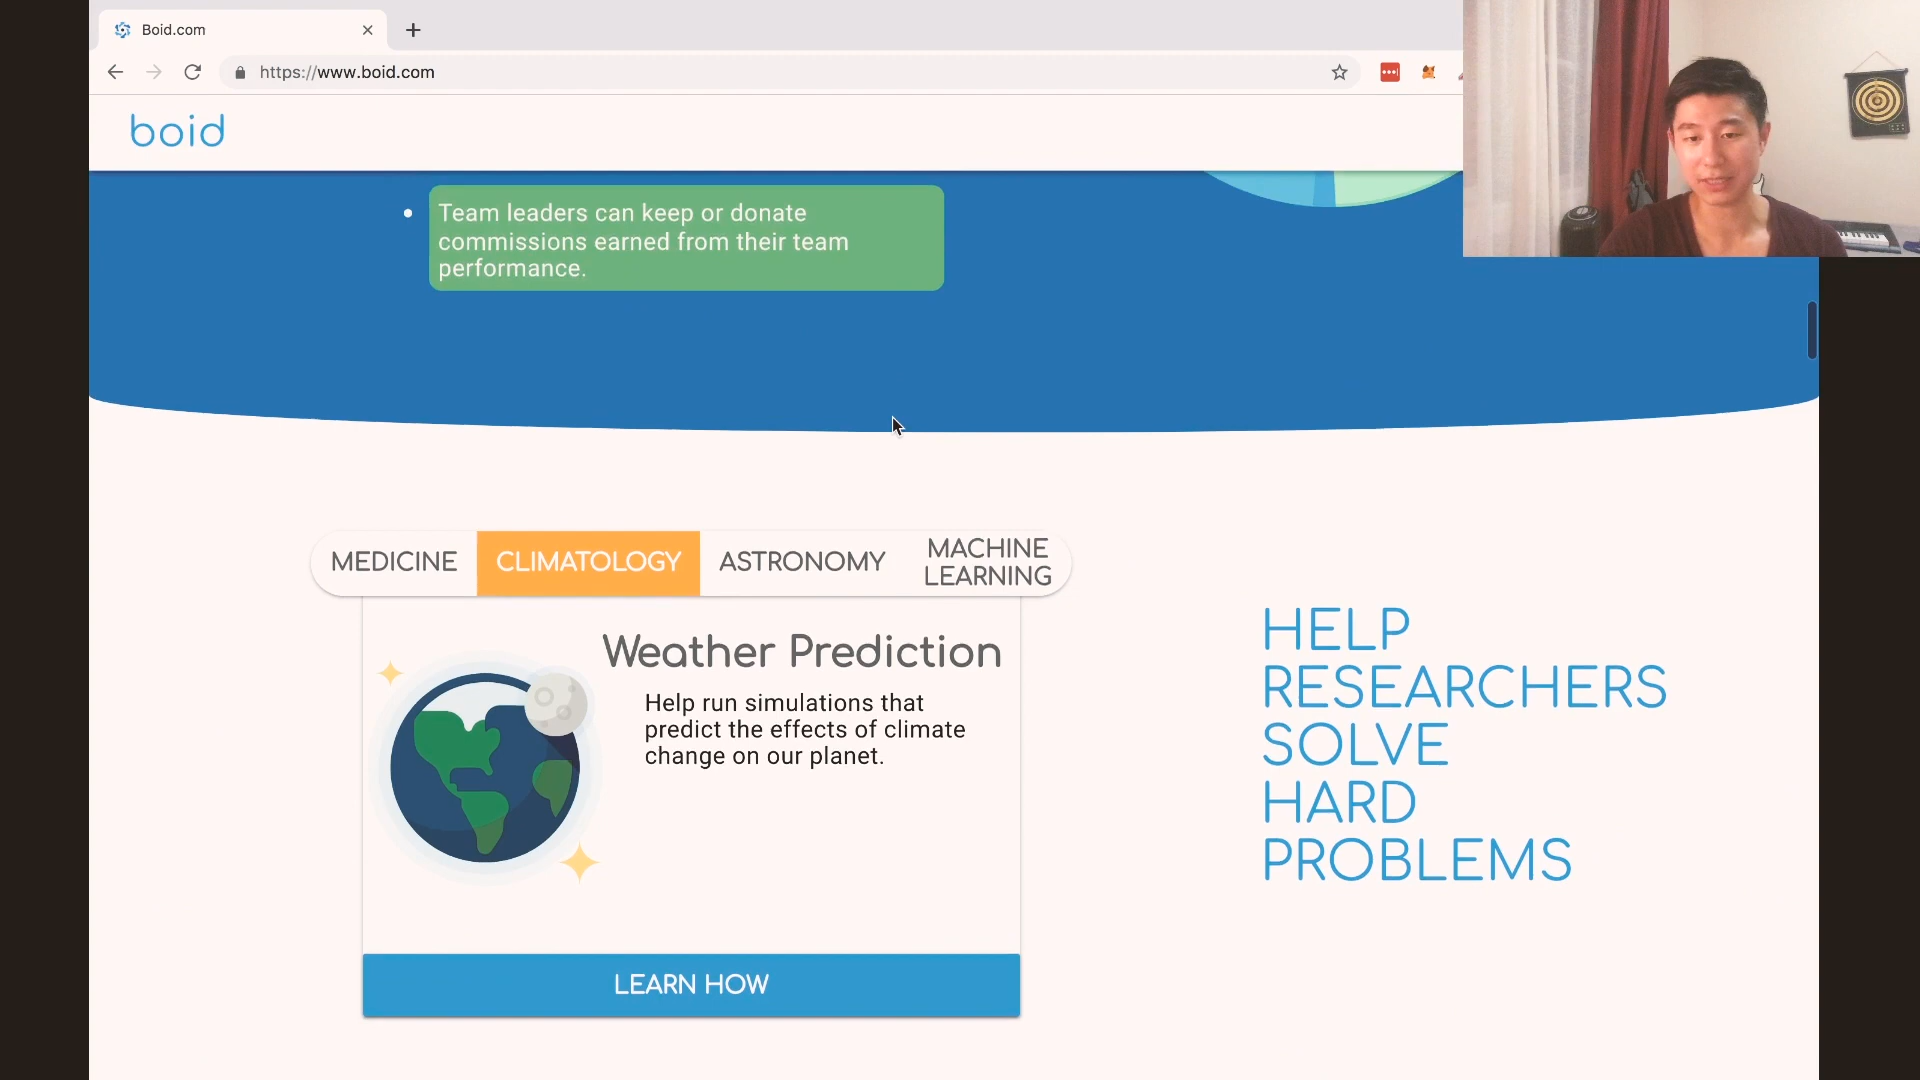 Boid.com
https://www.boid.com
boid
Team leaders can keep or donate
commissions earned from their team
performance.
MEDICINE
CLIMATOLOGY
ASTRONOMY
MACHINE
LEARNING
Weather Prediction
Help run simulations that
predict the effects of climate
change on our planet.
LEARN HOW
HELP
RESEARCHERS
SOLVE
HARD
PROBLEMS